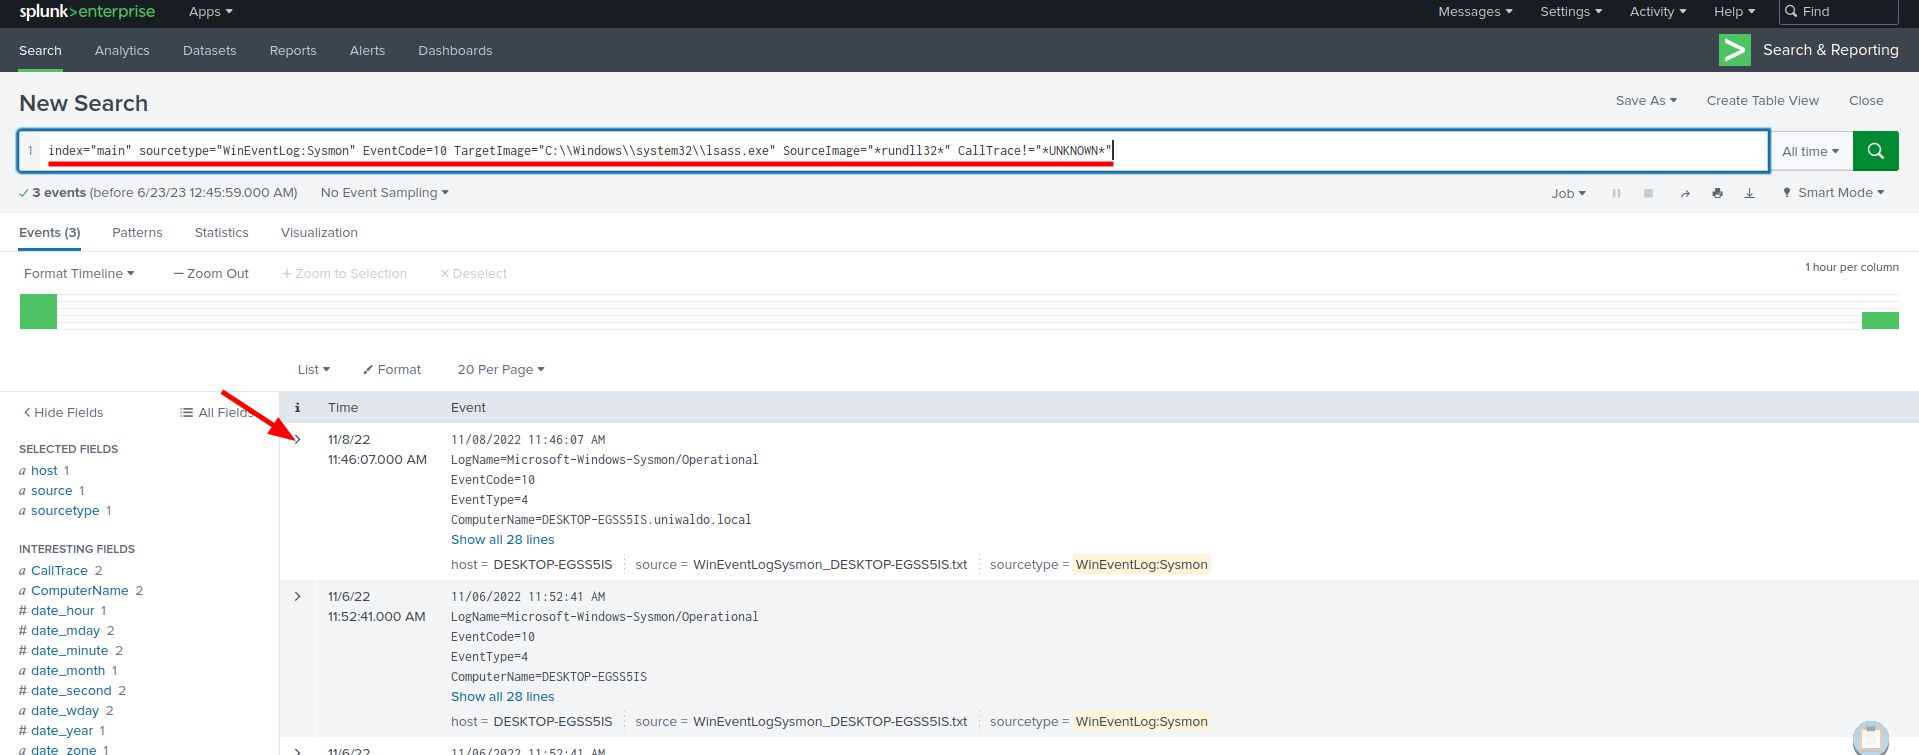 splunk>enterprise Apps Messages Settings Activity Help Find
Search Analytics Datasets Reports Alerts Dashboards Search & Reporting
New Search
Save As Create Table View Close
1 index="main" sourcetype="WinEventLog:Sysmon" EventCode=10 TargetImage="C:\\Windows\\system32\\lsass.exe" SourceImage="*rundll32*" CallTrace!="*UNKNOWN*" All time
3 events (before 6/23/23 12:45:59.000 AM) No Event Sampling Job Smart Mode
Events (3) Patterns Statistics Visualization
Format Timeline — Zoom Out + Zoom to Selection × Deselect 1 hour per column
List Format 20 Per Page
< Hide Fields All Fields
i Time Event
SELECTED FIELDS
a host 1
a source 1
a sourcetype 1
INTERESTING FIELDS
a CallTrace 2
a ComputerName 2
# date_hour 1
# date_mday 2
# date_minute 2
a date_month 1
# date_second 2
a date_wday 2
# date_year 1
a date_zone 1
> 11/8/22 11/08/2022 11:46:07 AM
11:46:07.000 AM LogName=Microsoft-Windows-Sysmon/Operational
EventCode=10
EventType=4
ComputerName=DESKTOP-EGSS5IS.uniwaldo.local
Show all 28 lines
host = DESKTOP-EGSS5IS source = WinEventLogSysmon_DESKTOP-EGSS5IS.txt sourcetype = WinEventLog:Sysmon
> 11/6/22 11/06/2022 11:52:41 AM
11:52:41.000 AM LogName=Microsoft-Windows-Sysmon/Operational
EventCode=10
EventType=4
ComputerName=DESKTOP-EGSS5IS
Show all 28 lines
host = DESKTOP-EGSS5IS source = WinEventLogSysmon_DESKTOP-EGSS5IS.txt sourcetype = WinEventLog:Sysmon
> 11/6/22 11/06/2022 11:52:41 AM